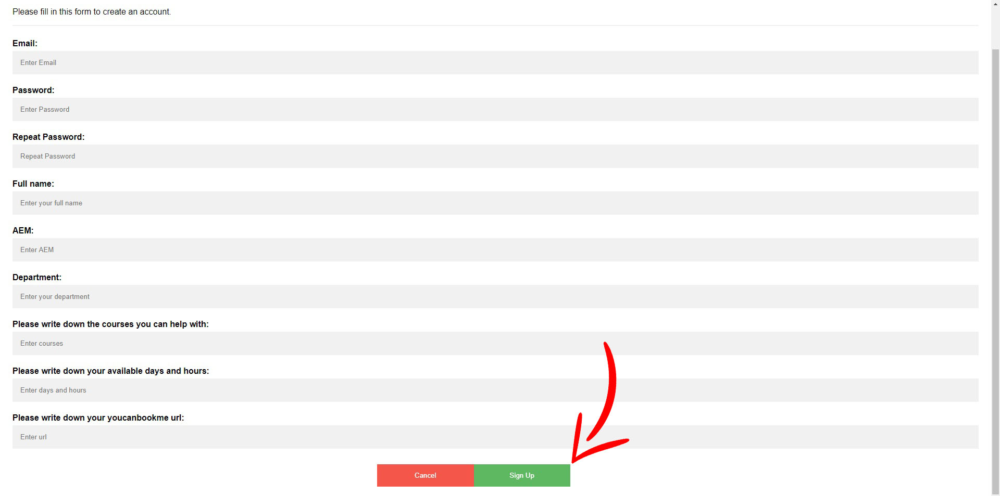 Please fill in this form to create an account.
Email:
Enter Email
Password:
Enter Password
Repeat Password:
Repeat Password
Full name:
Enter your full name
AEM:
Enter AEM
Department:
Enter your department
Please write down the courses you can help with:
Enter courses
Please write down your available days and hours:
Enter days and hours
Please write down your youcanbookme url:
Enter url
Cancel
Sign Up